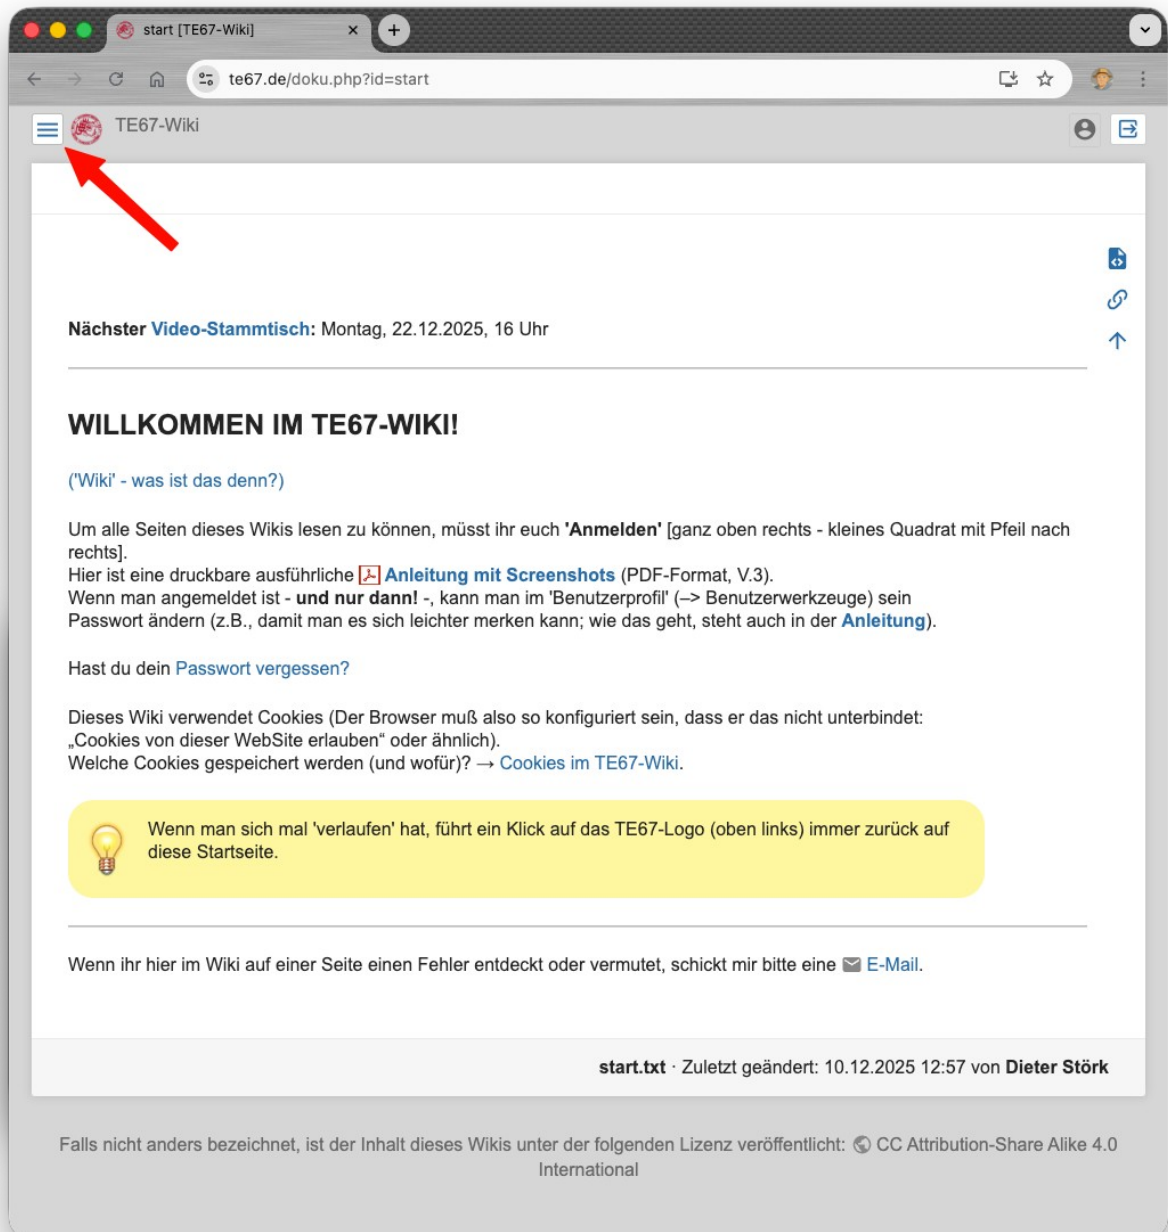 start [TE67-Wiki]
te67.de/doku.php?id=start
TE67-Wiki
Nächster Video-Stammtisch: Montag, 22.12.2025, 16 Uhr
WILLKOMMEN IM TE67-WIKI!
('Wiki' - was ist das denn?)
Um alle Seiten dieses Wikis lesen zu können, müsst ihr euch 'Anmelden' [ganz oben rechts - kleines Quadrat mit Pfeil nach
rechts].
Hier ist eine druckbare ausführliche Anleitung mit Screenshots (PDF-Format, V.3).
Wenn man angemeldet ist - und nur dann! -, kann man im 'Benutzerprofil' (–> Benutzerwerkzeuge) sein
Passwort ändern (z.B., damit man es sich leichter merken kann; wie das geht, steht auch in der Anleitung).
Hast du dein Passwort vergessen?
Dieses Wiki verwendet Cookies (Der Browser muß also so konfiguriert sein, dass er das nicht unterbindet:
„Cookies von dieser WebSite erlauben“ oder ähnlich).
Welche Cookies gespeichert werden (und wofür)? → Cookies im TE67-Wiki.
Wenn man sich mal 'verlaufen' hat, führt ein Klick auf das TE67-Logo (oben links) immer zurück auf
diese Startseite.
Wenn ihr hier im Wiki auf einer Seite einen Fehler entdeckt oder vermutet, schickt mir bitte eine E-Mail.
start.txt · Zuletzt geändert: 10.12.2025 12:57 von Dieter Störk
Falls nicht anders bezeichnet, ist der Inhalt dieses Wikis unter der folgenden Lizenz veröffentlicht: CC Attribution-Share Alike 4.0
International